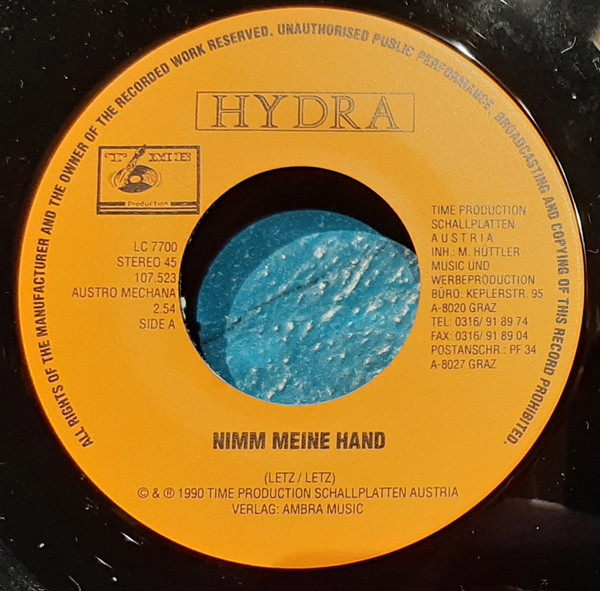 ALL RIGHTS OF THE MANUFACTURER AND THE OWNER OF THE RECORDED WORK RESERVED. UNAUTHORISED PUBLIC PERFORMANCE, BROADCASTING AND COPYING OF THIS RECORD PROHIBITED.
HYDRA
TIME
Production
LC 7700
STEREO 45
107.523
AUSTRO MECHANA
2.54
SIDE A
TIME PRODUCTION
SCHALLPLATTEN
AUSTRIA
INH.: M. HÜTTLER
MUSIC UND
WERBEPRODUCTION
BÜRO: KEPLERSTR. 95
A-8020 GRAZ
TEL: 0316/ 91 89 74
FAX: 0316/ 91 89 04
POSTANSCHR.: PF 34
A-8027 GRAZ
NIMM MEINE HAND
(LETZ / LETZ)
© & ℗ 1990 TIME PRODUCTION SCHALLPLATTEN AUSTRIA
VERLAG: AMBRA MUSIC